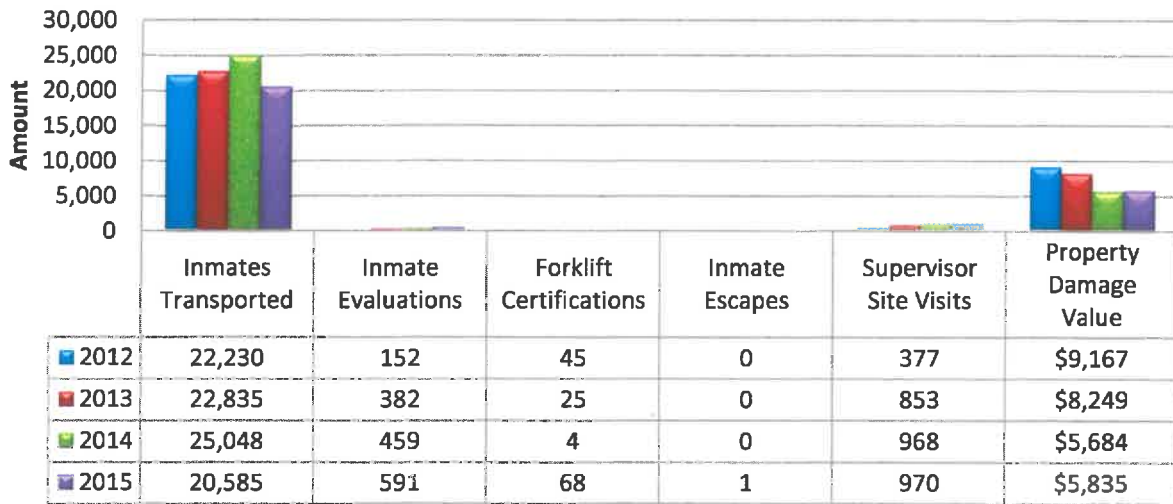 30,000
25,000
20,000
15,000
10,000
5,000
0
Amount
Inmates Transported
Inmate Evaluations
Forklift Certifications
Inmate Escapes
Supervisor Site Visits
Property Damage Value
2012 22,230 152 45 0 377 $9,167
2013 22,835 382 25 0 853 $8,249
2014 25,048 459 4 0 968 $5,684
2015 20,585 591 68 1 970 $5,835